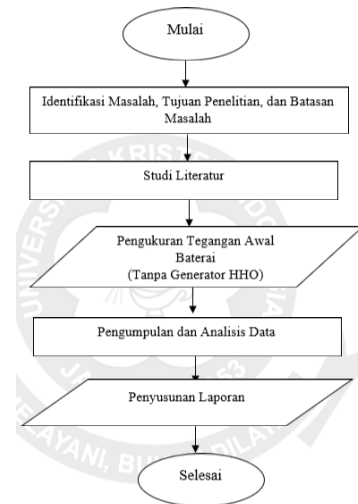 Mulai
Identifikasi Masalah, Tujuan Penelitian, dan Batasan
Masalah
Studi Literatur
Pengukuran Tegangan Awal
Baterai
(Tanpa Generator HHO)
Pengumpulan dan Analisis Data
Penyusunan Laporan
Selesai